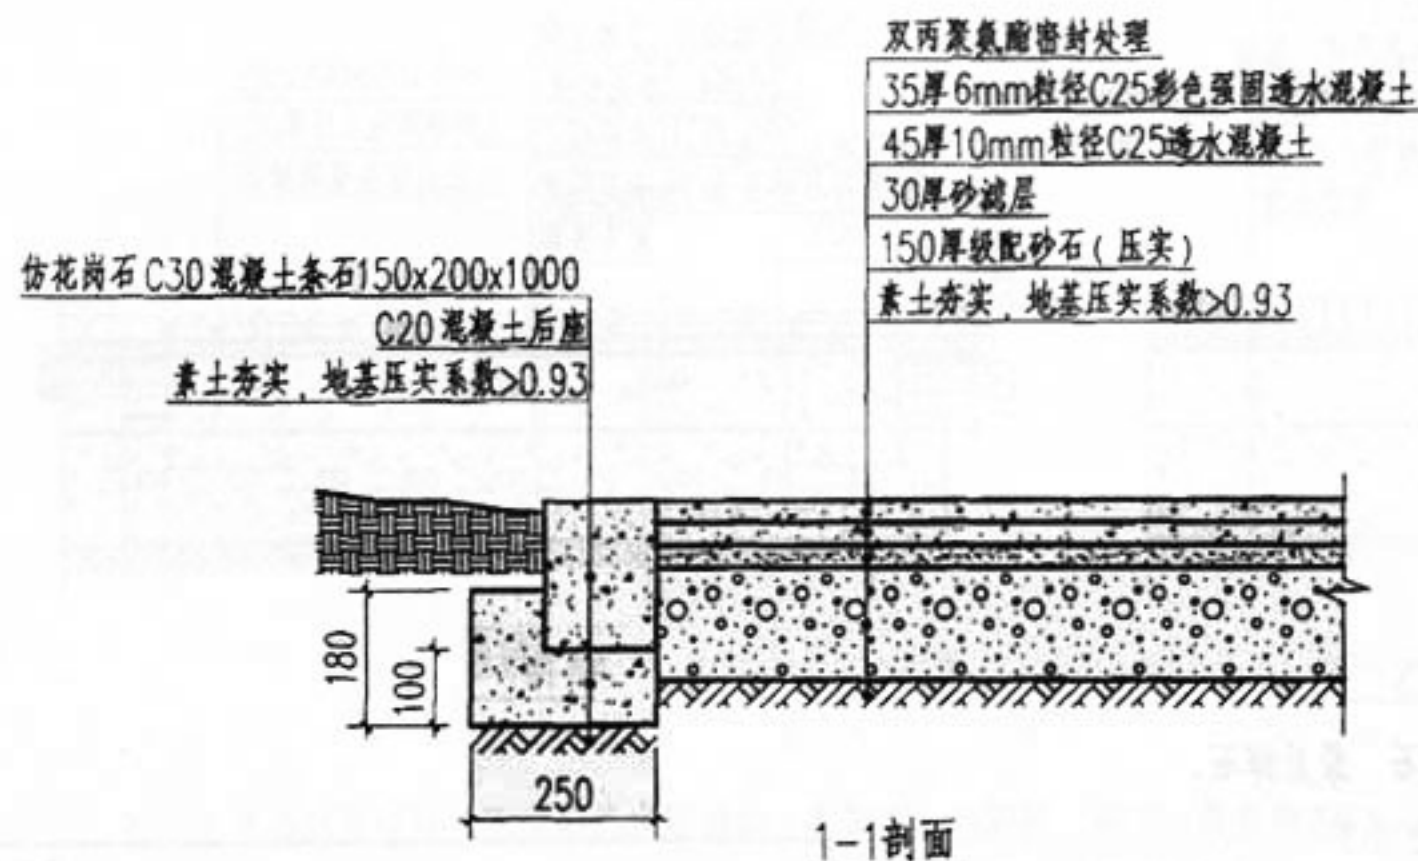 双丙聚氨酯密封处理
35厚6mm粒径C25彩色强固透水混凝土
45厚10mm粒径C25透水混凝土
30厚砂滤层
150厚级配砂石(压实)
素土夯实,地基压实系数>0.93
仿花岗石C30混凝土条石150x200x1000
C20混凝土后座
素土夯实,地基压实系数>0.93
180
100
250
1-1剖面